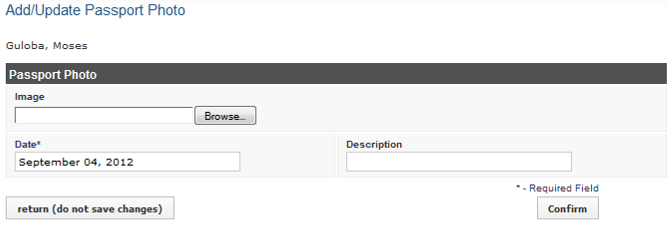 Add/Update Passport Photo
Guloba, Moses
Passport Photo
Image
Browse...
Date* Description
September 04, 2012
* - Required Field
return (do not save changes) Confirm